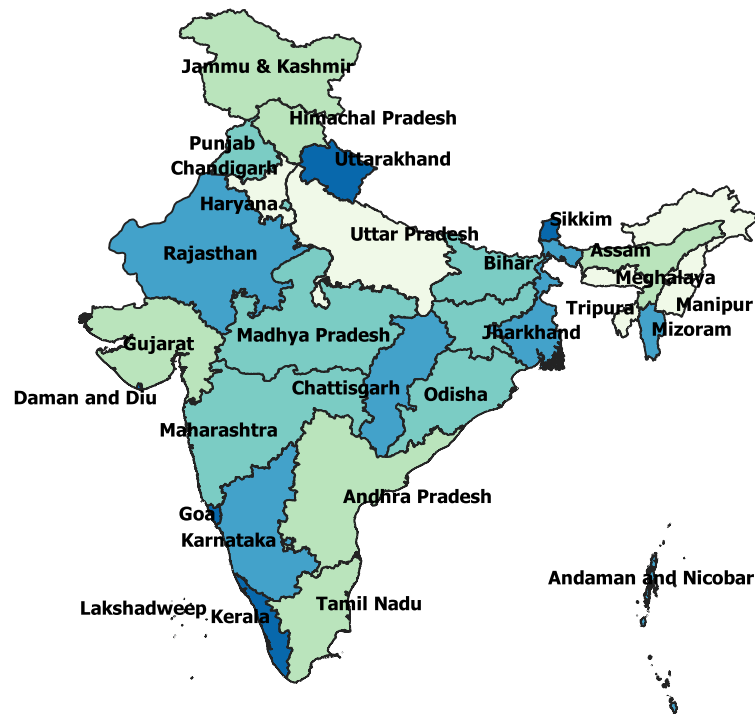 Jammu & Kashmir
Himachal Pradesh
Punjab
Uttarakhand
Chandigarh
Haryana
Sikkim
Uttar Pradesh
Rajasthan
Assam
Bihar
Meghalaya
Tripura
Manipur
Mizoram
Jharkhand
Madhya Pradesh
Gujarat
Chattisgarh
Odisha
Daman and Diu
Maharashtra
Andhra Pradesh
Goa
Karnataka
Andaman and Nicobar
Tamil Nadu
Lakshadweep
Kerala